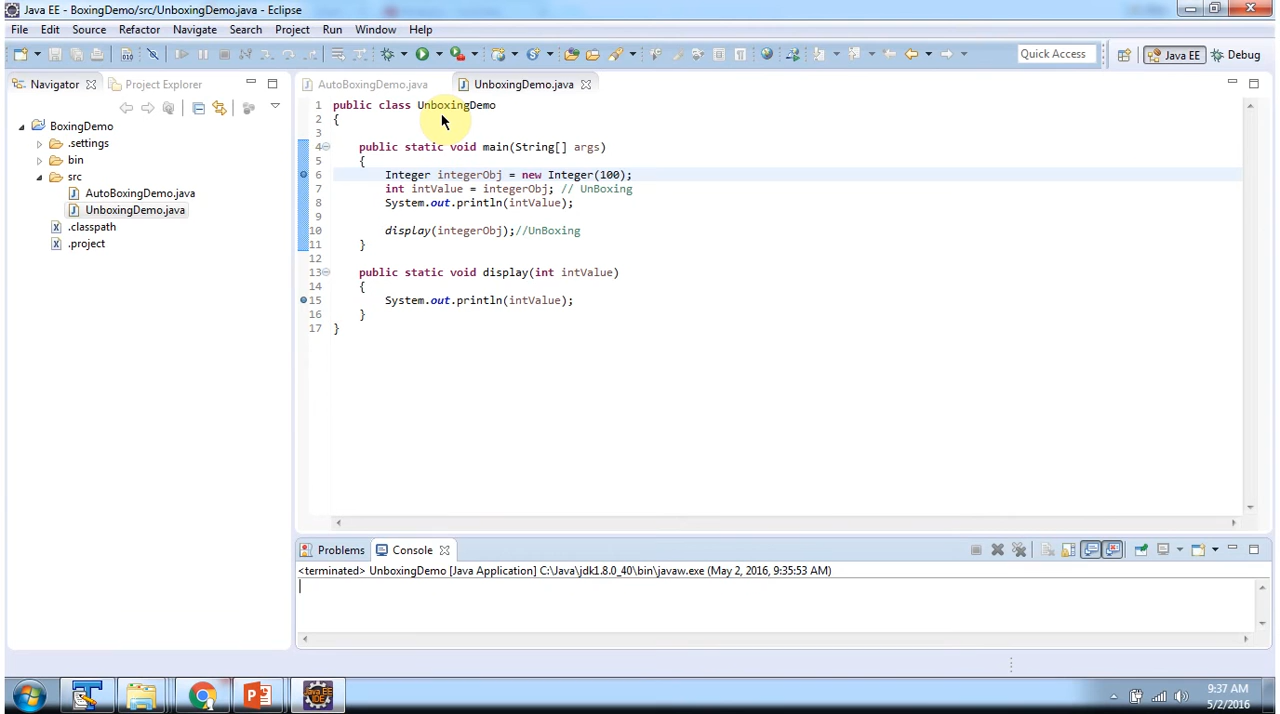 Java EE - BoxingDemo/src/UnboxingDemo.java - Eclipse
File Edit Source Refactor Navigate Search Project Run Window Help
Quick Access Java EE Debug
Navigator Project Explorer
BoxingDemo
.settings
bin
src
AutoBoxingDemo.java
UnboxingDemo.java
.classpath
.project
AutoBoxingDemo.java UnboxingDemo.java
1 public class UnboxingDemo
2 {
3
4 public static void main(String[] args)
5 {
6 Integer integerObj = new Integer(100);
7 int intValue = integerObj; // UnBoxing
8 System.out.println(intValue);
9
10 display(integerObj);//UnBoxing
11 }
12
13 public static void display(int intValue)
14 {
15 System.out.println(intValue);
16 }
17 }
Problems Console
<terminated> UnboxingDemo [Java Application] C:\Java\jdk1.8.0_40\bin\javaw.exe (May 2, 2016, 9:35:53 AM)
Java EE
IDE
9:37 AM
5/2/2016